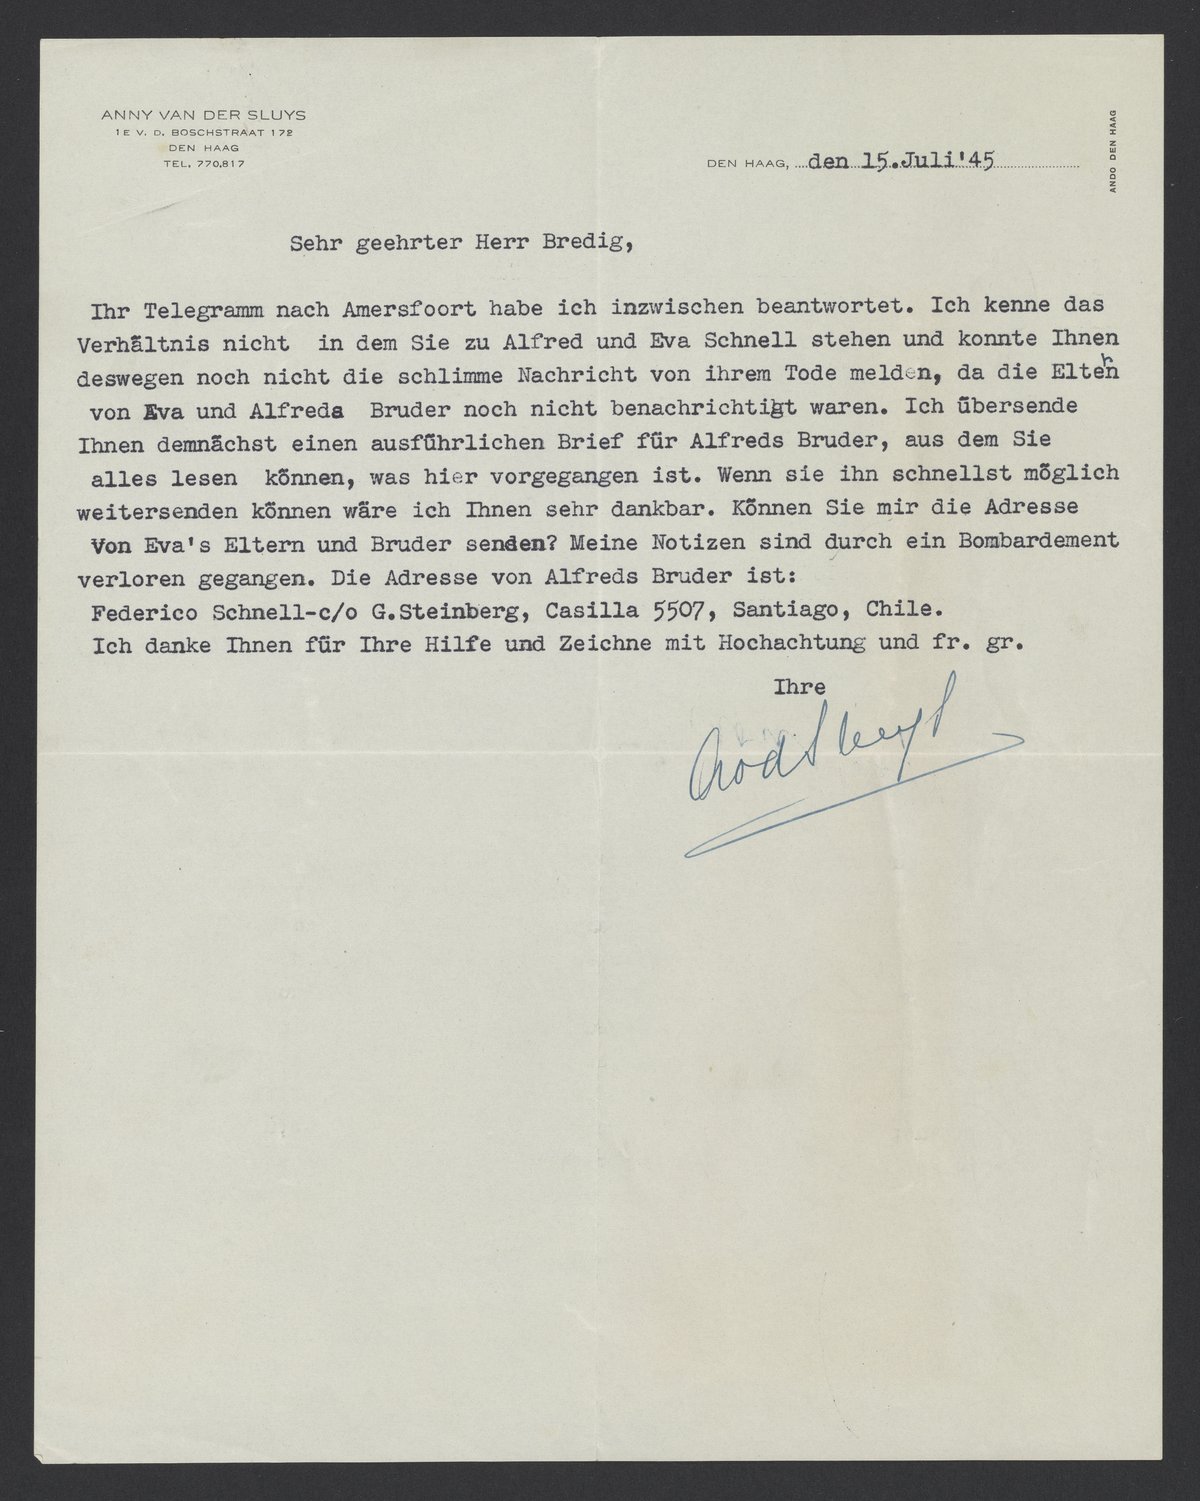 ANNY VAN DER SLUYS
1E V. D. BOSCHSTRAAT 172
DEN HAAG
TEL. 770.817
DEN HAAG, den 15.Juli'45
ANDO DEN HAAG
Sehr geehrter Herr Bredig,
Ihr Telegramm nach Amersfoort habe ich inzwischen beantwortet. Ich kenne das
Verhältnis nicht in dem Sie zu Alfred und Eva Schnell stehen und konnte Ihnen
deswegen noch nicht die schlimme Nachricht von ihrem Tode melden, da die Eltern
von Eva und Alfreds Bruder noch nicht benachrichtigt waren. Ich übersende
Ihnen demnächst einen ausführlichen Brief für Alfreds Bruder, aus dem Sie
alles lesen können, was hier vorgegangen ist. Wenn sie ihn schnellst möglich
weitersenden können wäre ich Ihnen sehr dankbar. Können Sie mir die Adresse
Von Eva's Eltern und Bruder senden? Meine Notizen sind durch ein Bombardement
verloren gegangen. Die Adresse von Alfreds Bruder ist:
Federico Schnell-c/o G.Steinberg, Casilla 5507, Santiago, Chile.
Ich danke Ihnen für Ihre Hilfe und Zeichne mit Hochachtung und fr. gr.
Ihre